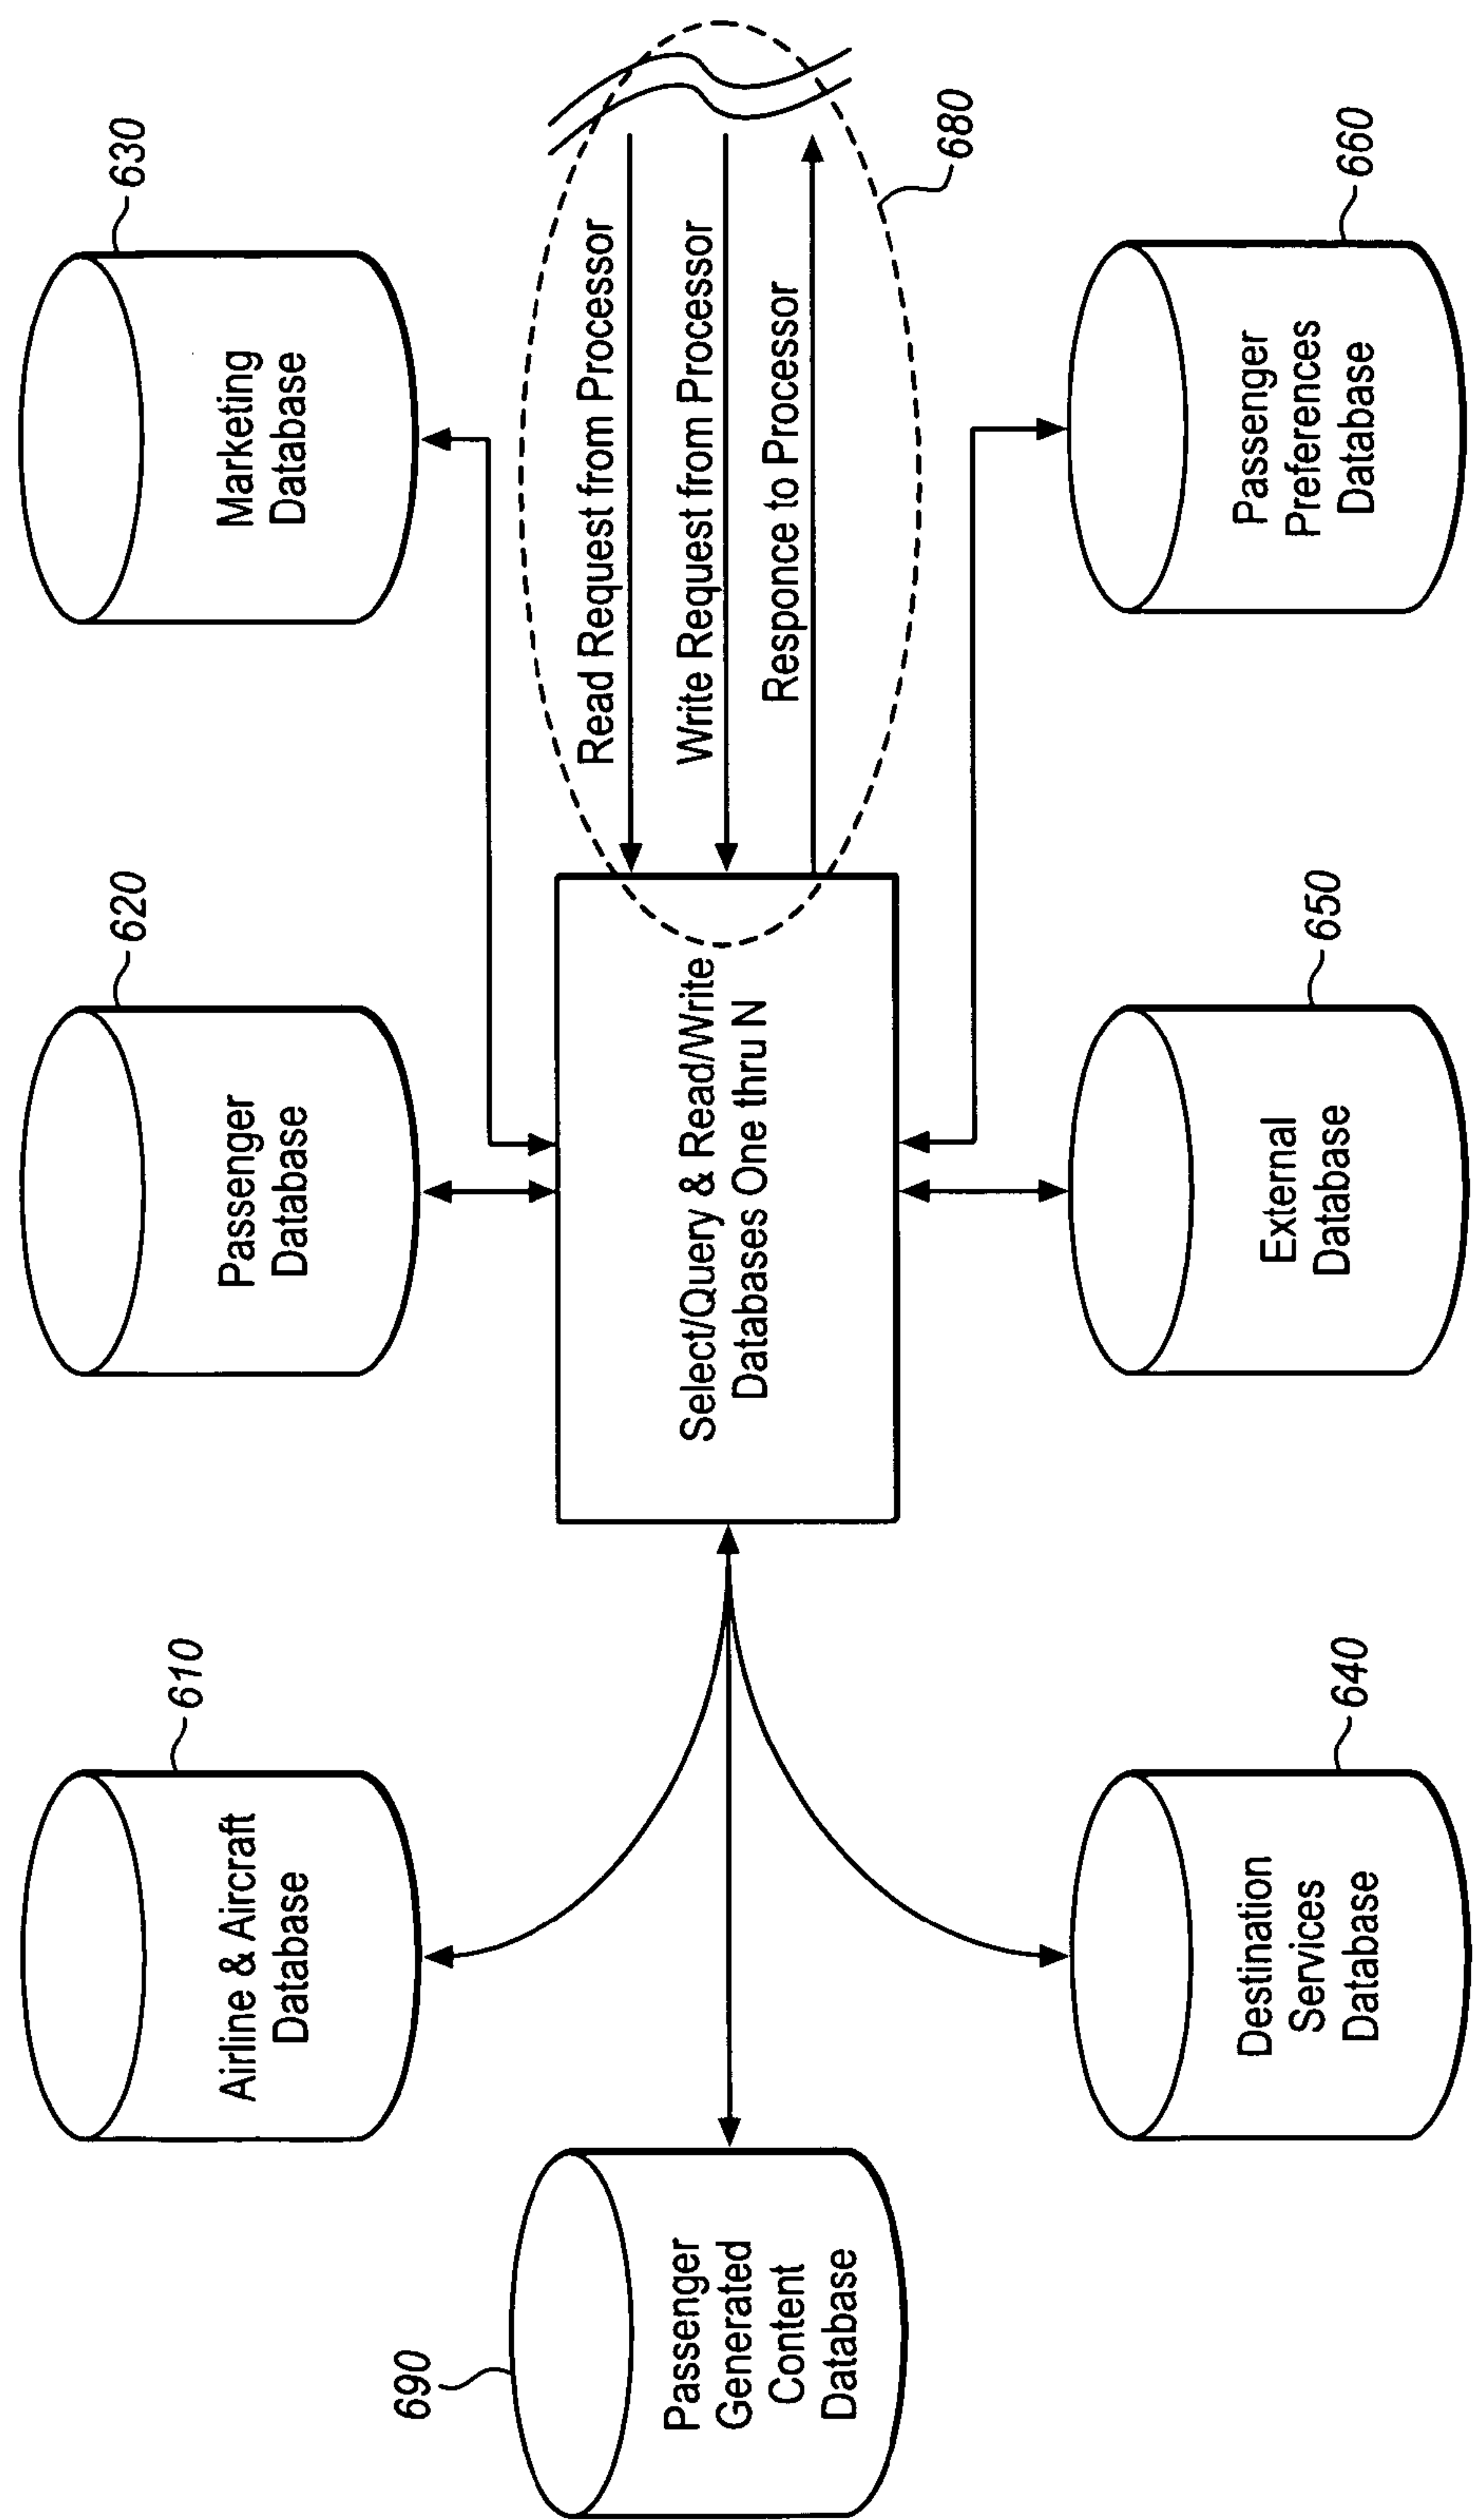 610
Airline & Aircraft
Database
620
Passenger
Database
630
Marketing
Database
690
Passenger
Generated
Content
Database
Select/Query & Read/Write
Databases One thru N
Read Request from Processor
Write Request from Processor
Responce to Processor
680
640
Destination
Services
Database
650
External
Database
660
Passenger
Preferences
Database